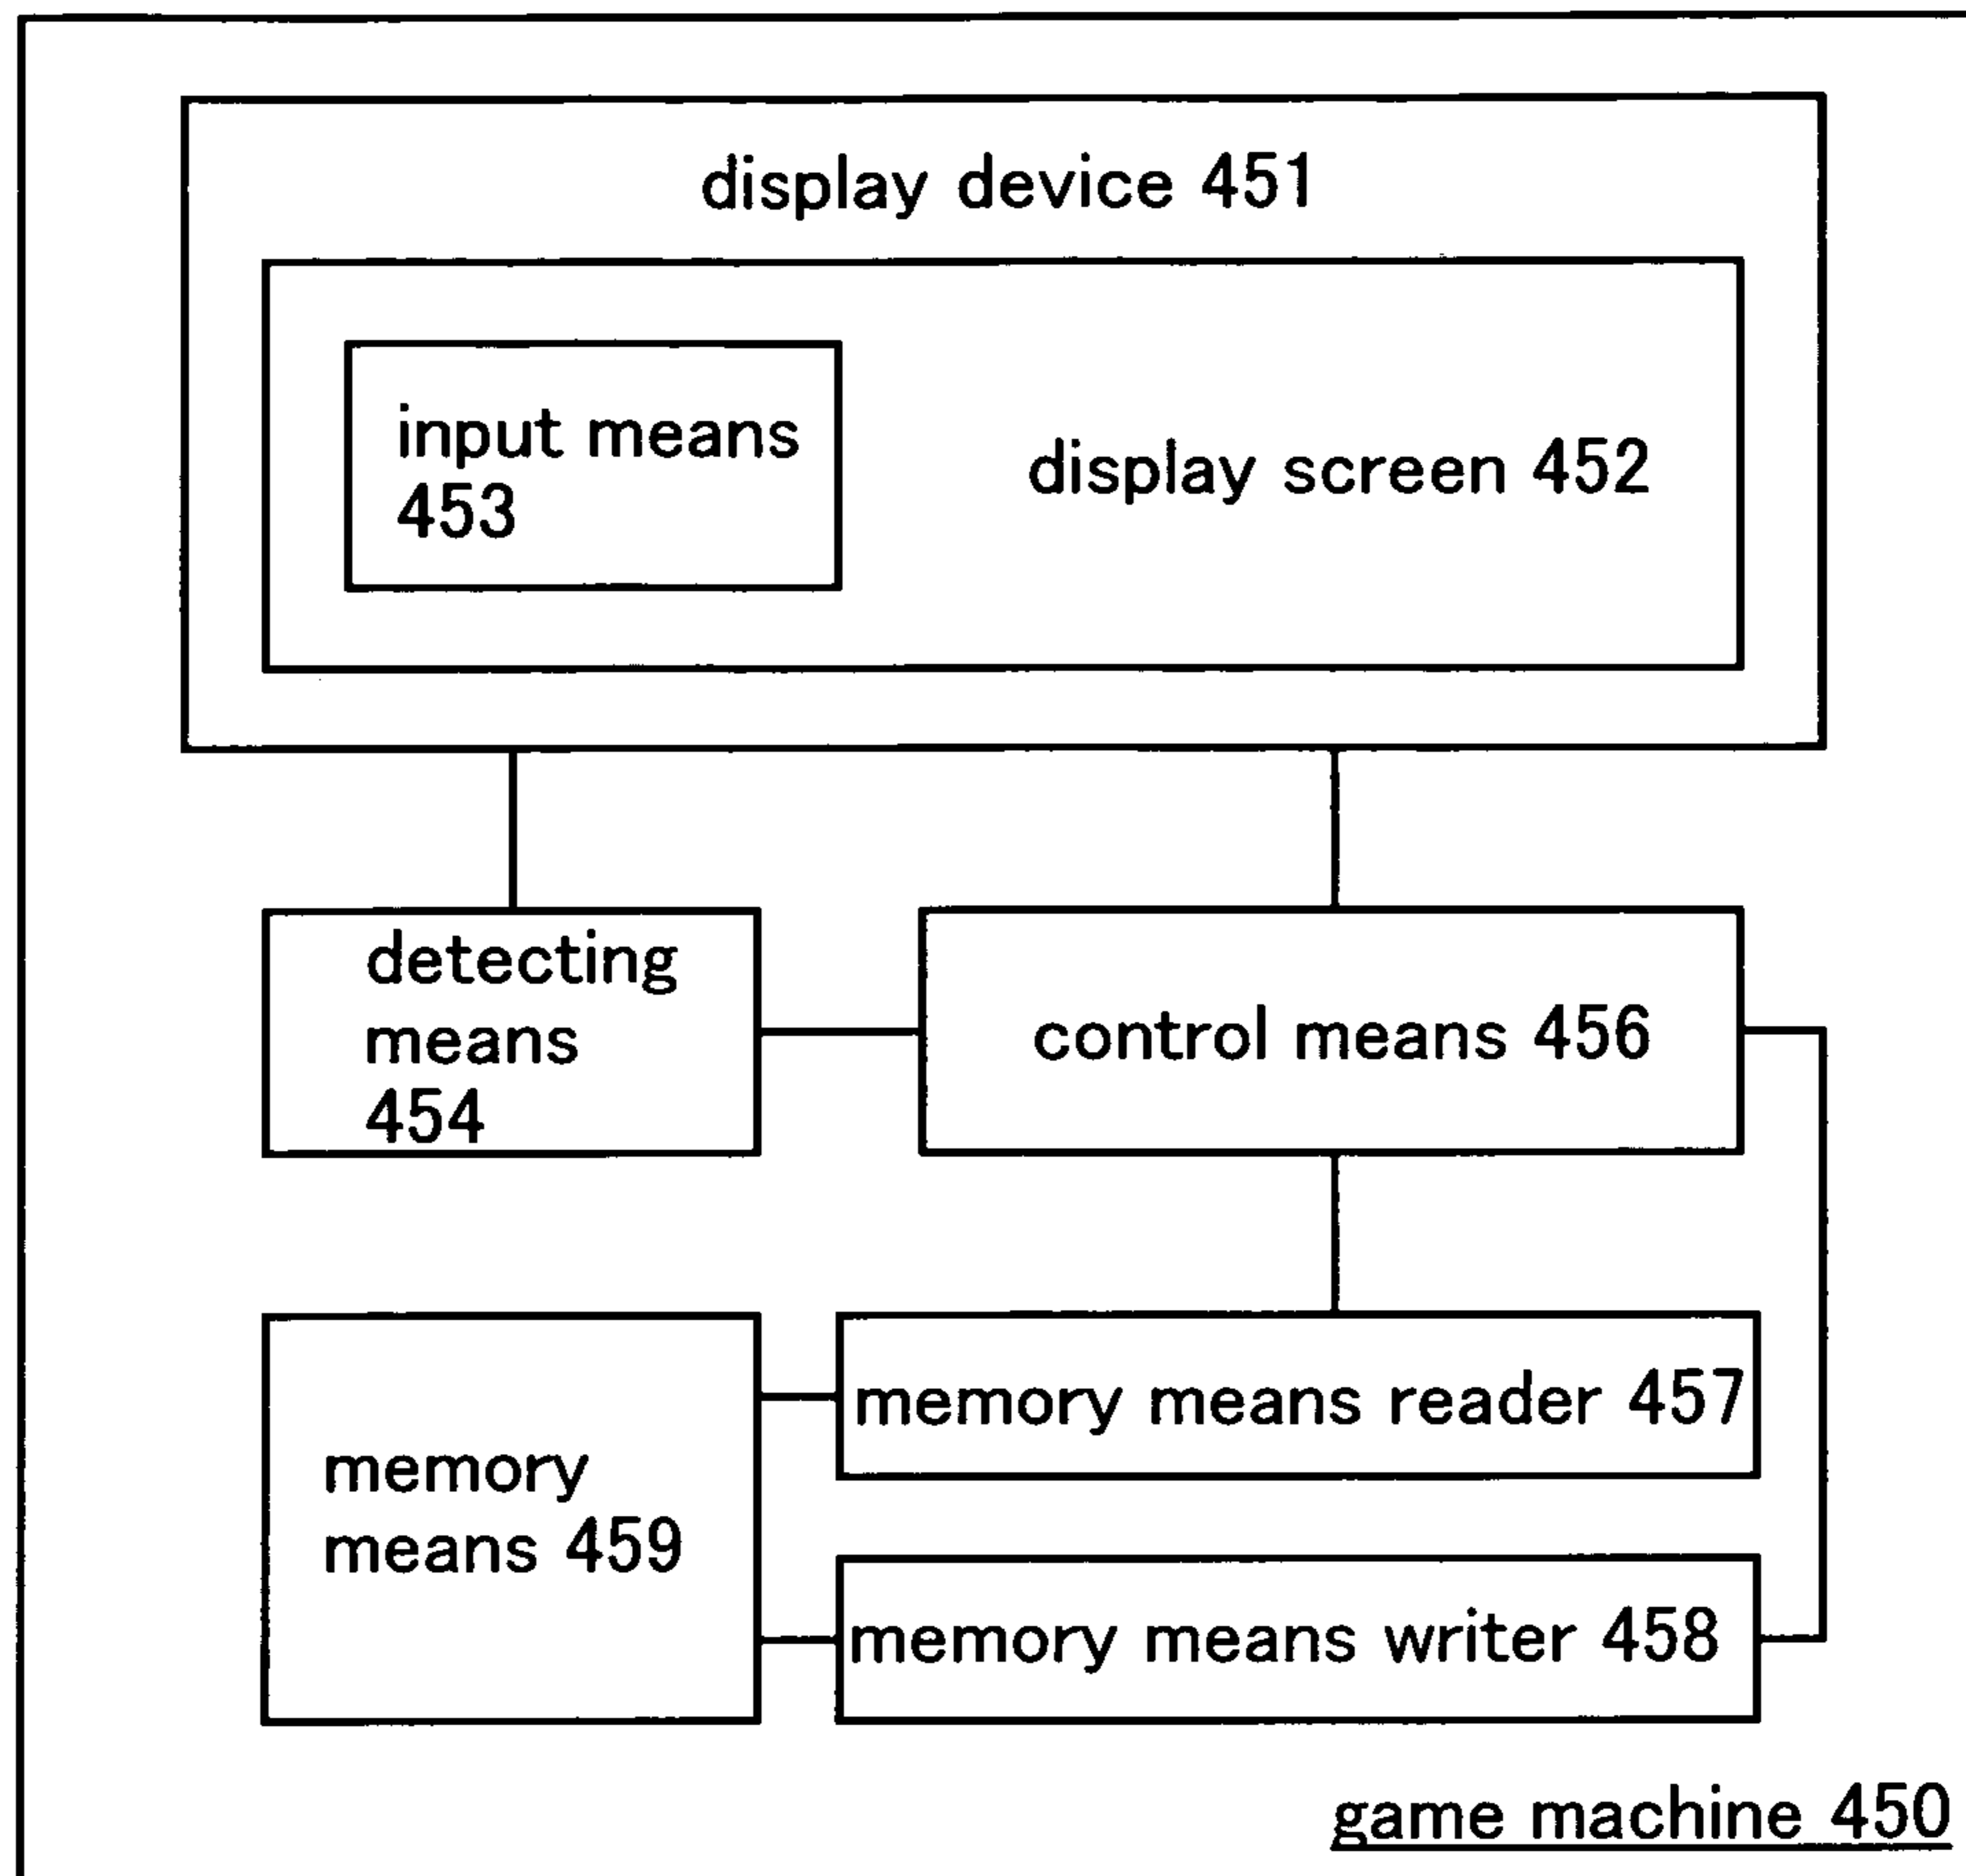 display device 451
input means
453
display screen 452
detecting
means
454
control means 456
memory
means 459
memory means reader 457
memory means writer 458
game machine 450